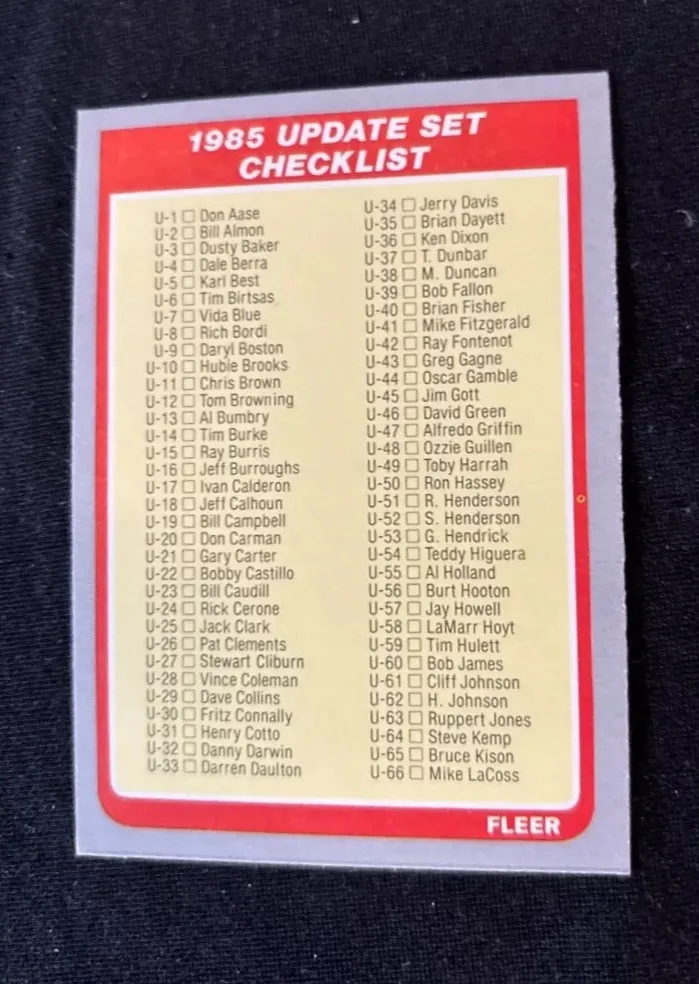 1985 UPDATE SET
CHECKLIST
U-1 □ Don Aase
U-2 □ Bill Almon
U-3 □ Dusty Baker
U-4 □ Dale Berra
U-5 □ Karl Best
U-6 □ Tim Birtsas
U-7 □ Vida Blue
U-8 □ Rich Bordi
U-9 □ Daryl Boston
U-10 □ Hubie Brooks
U-11 □ Chris Brown
U-12 □ Tom Browning
U-13 □ Al Bumbry
U-14 □ Tim Burke
U-15 □ Ray Burris
U-16 □ Jeff Burroughs
U-17 □ Ivan Calderon
U-18 □ Jeff Calhoun
U-19 □ Bill Campbell
U-20 □ Don Carman
U-21 □ Gary Carter
U-22 □ Bobby Castillo
U-23 □ Bill Caudill
U-24 □ Rick Cerone
U-25 □ Jack Clark
U-26 □ Pat Clements
U-27 □ Stewart Cliburn
U-28 □ Vince Coleman
U-29 □ Dave Collins
U-30 □ Fritz Connally
U-31 □ Henry Cotto
U-32 □ Danny Darwin
U-33 □ Darren Daulton
U-34 □ Jerry Davis
U-35 □ Brian Dayett
U-36 □ Ken Dixon
U-37 □ T. Dunbar
U-38 □ M. Duncan
U-39 □ Bob Fallon
U-40 □ Brian Fisher
U-41 □ Mike Fitzgerald
U-42 □ Ray Fontenot
U-43 □ Greg Gagne
U-44 □ Oscar Gamble
U-45 □ Jim Gott
U-46 □ David Green
U-47 □ Alfredo Griffin
U-48 □ Ozzie Guillen
U-49 □ Toby Harrah
U-50 □ Ron Hassey
U-51 □ R. Henderson
U-52 □ S. Henderson
U-53 □ G. Hendrick
U-54 □ Teddy Higuera
U-55 □ Al Holland
U-56 □ Burt Hooton
U-57 □ Jay Howell
U-58 □ LaMarr Hoyt
U-59 □ Tim Hulett
U-60 □ Bob James
U-61 □ Cliff Johnson
U-62 □ H. Johnson
U-63 □ Ruppert Jones
U-64 □ Steve Kemp
U-65 □ Bruce Kison
U-66 □ Mike LaCoss
FLEER